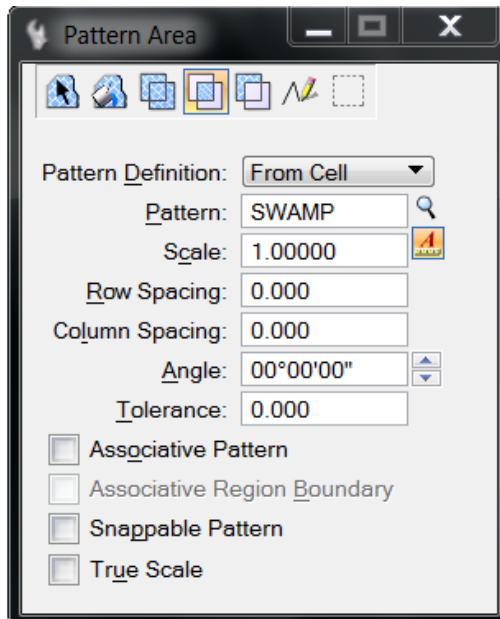 Pattern Area
Pattern Definition: From Cell
Pattern: SWAMP
Scale: 1.00000
Row Spacing: 0.000
Column Spacing: 0.000
Angle: 00°00'00"
Tolerance: 0.000
Associative Pattern
Associative Region Boundary
Snappable Pattern
True Scale